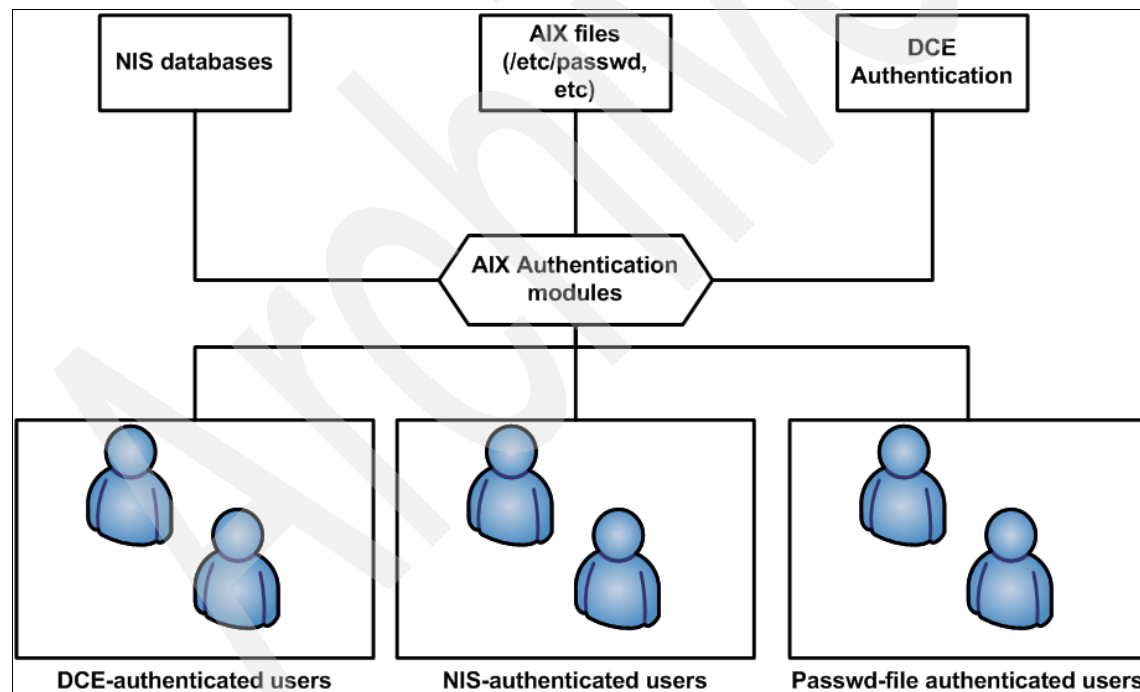 NIS databases
AIX files
(/etc/passwd,
etc)
DCE
Authentication
AIX Authentication
modules
DCE-authenticated users
NIS-authenticated users
Passwd-file authenticated users